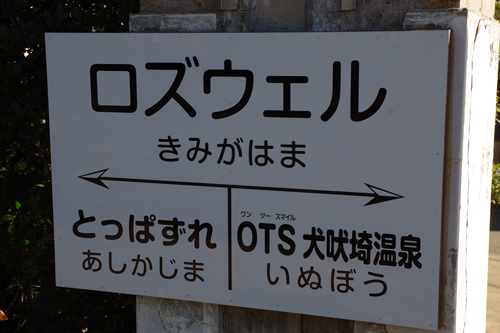 ロズウェル
きみがはま
とっぱずれ
あしかじま
ワン ツー スマイル
OTS 犬吠埼温泉
いぬぼう